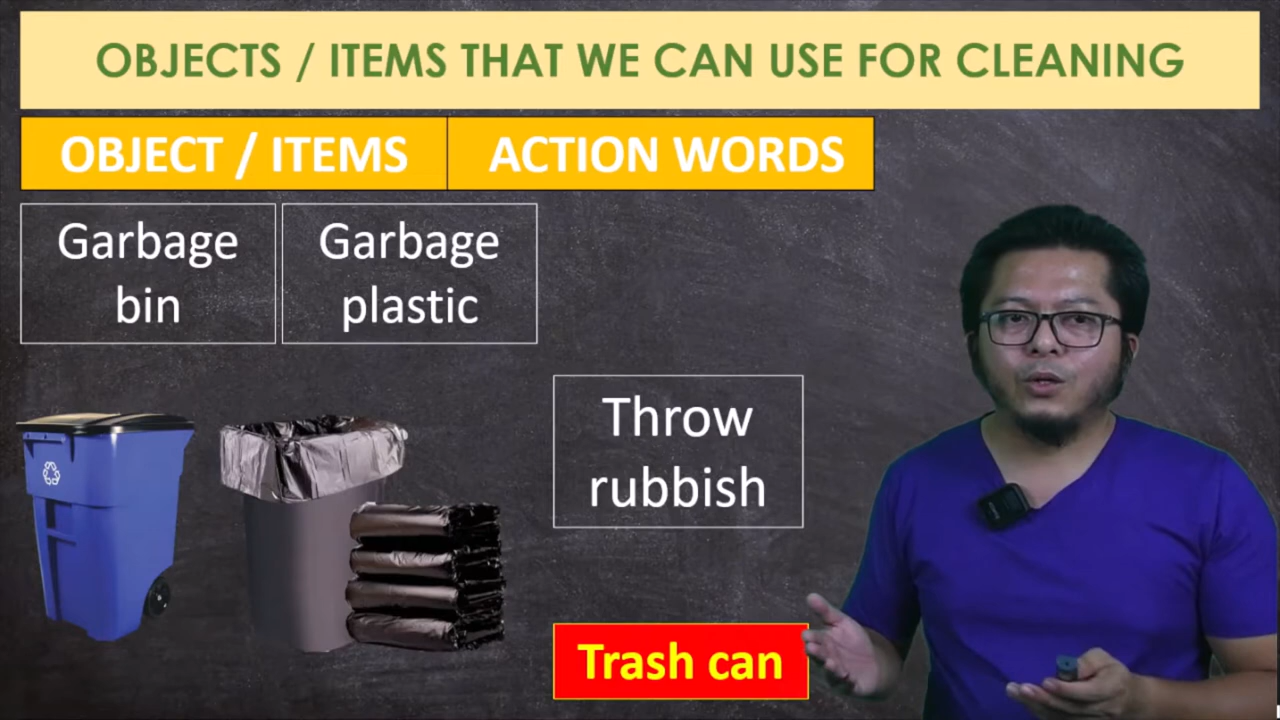 OBJECTS / ITEMS THAT WE CAN USE FOR CLEANING
OBJECT / ITEMS
ACTION WORDS
Garbage
bin
Garbage
plastic
Throw
rubbish
Trash can